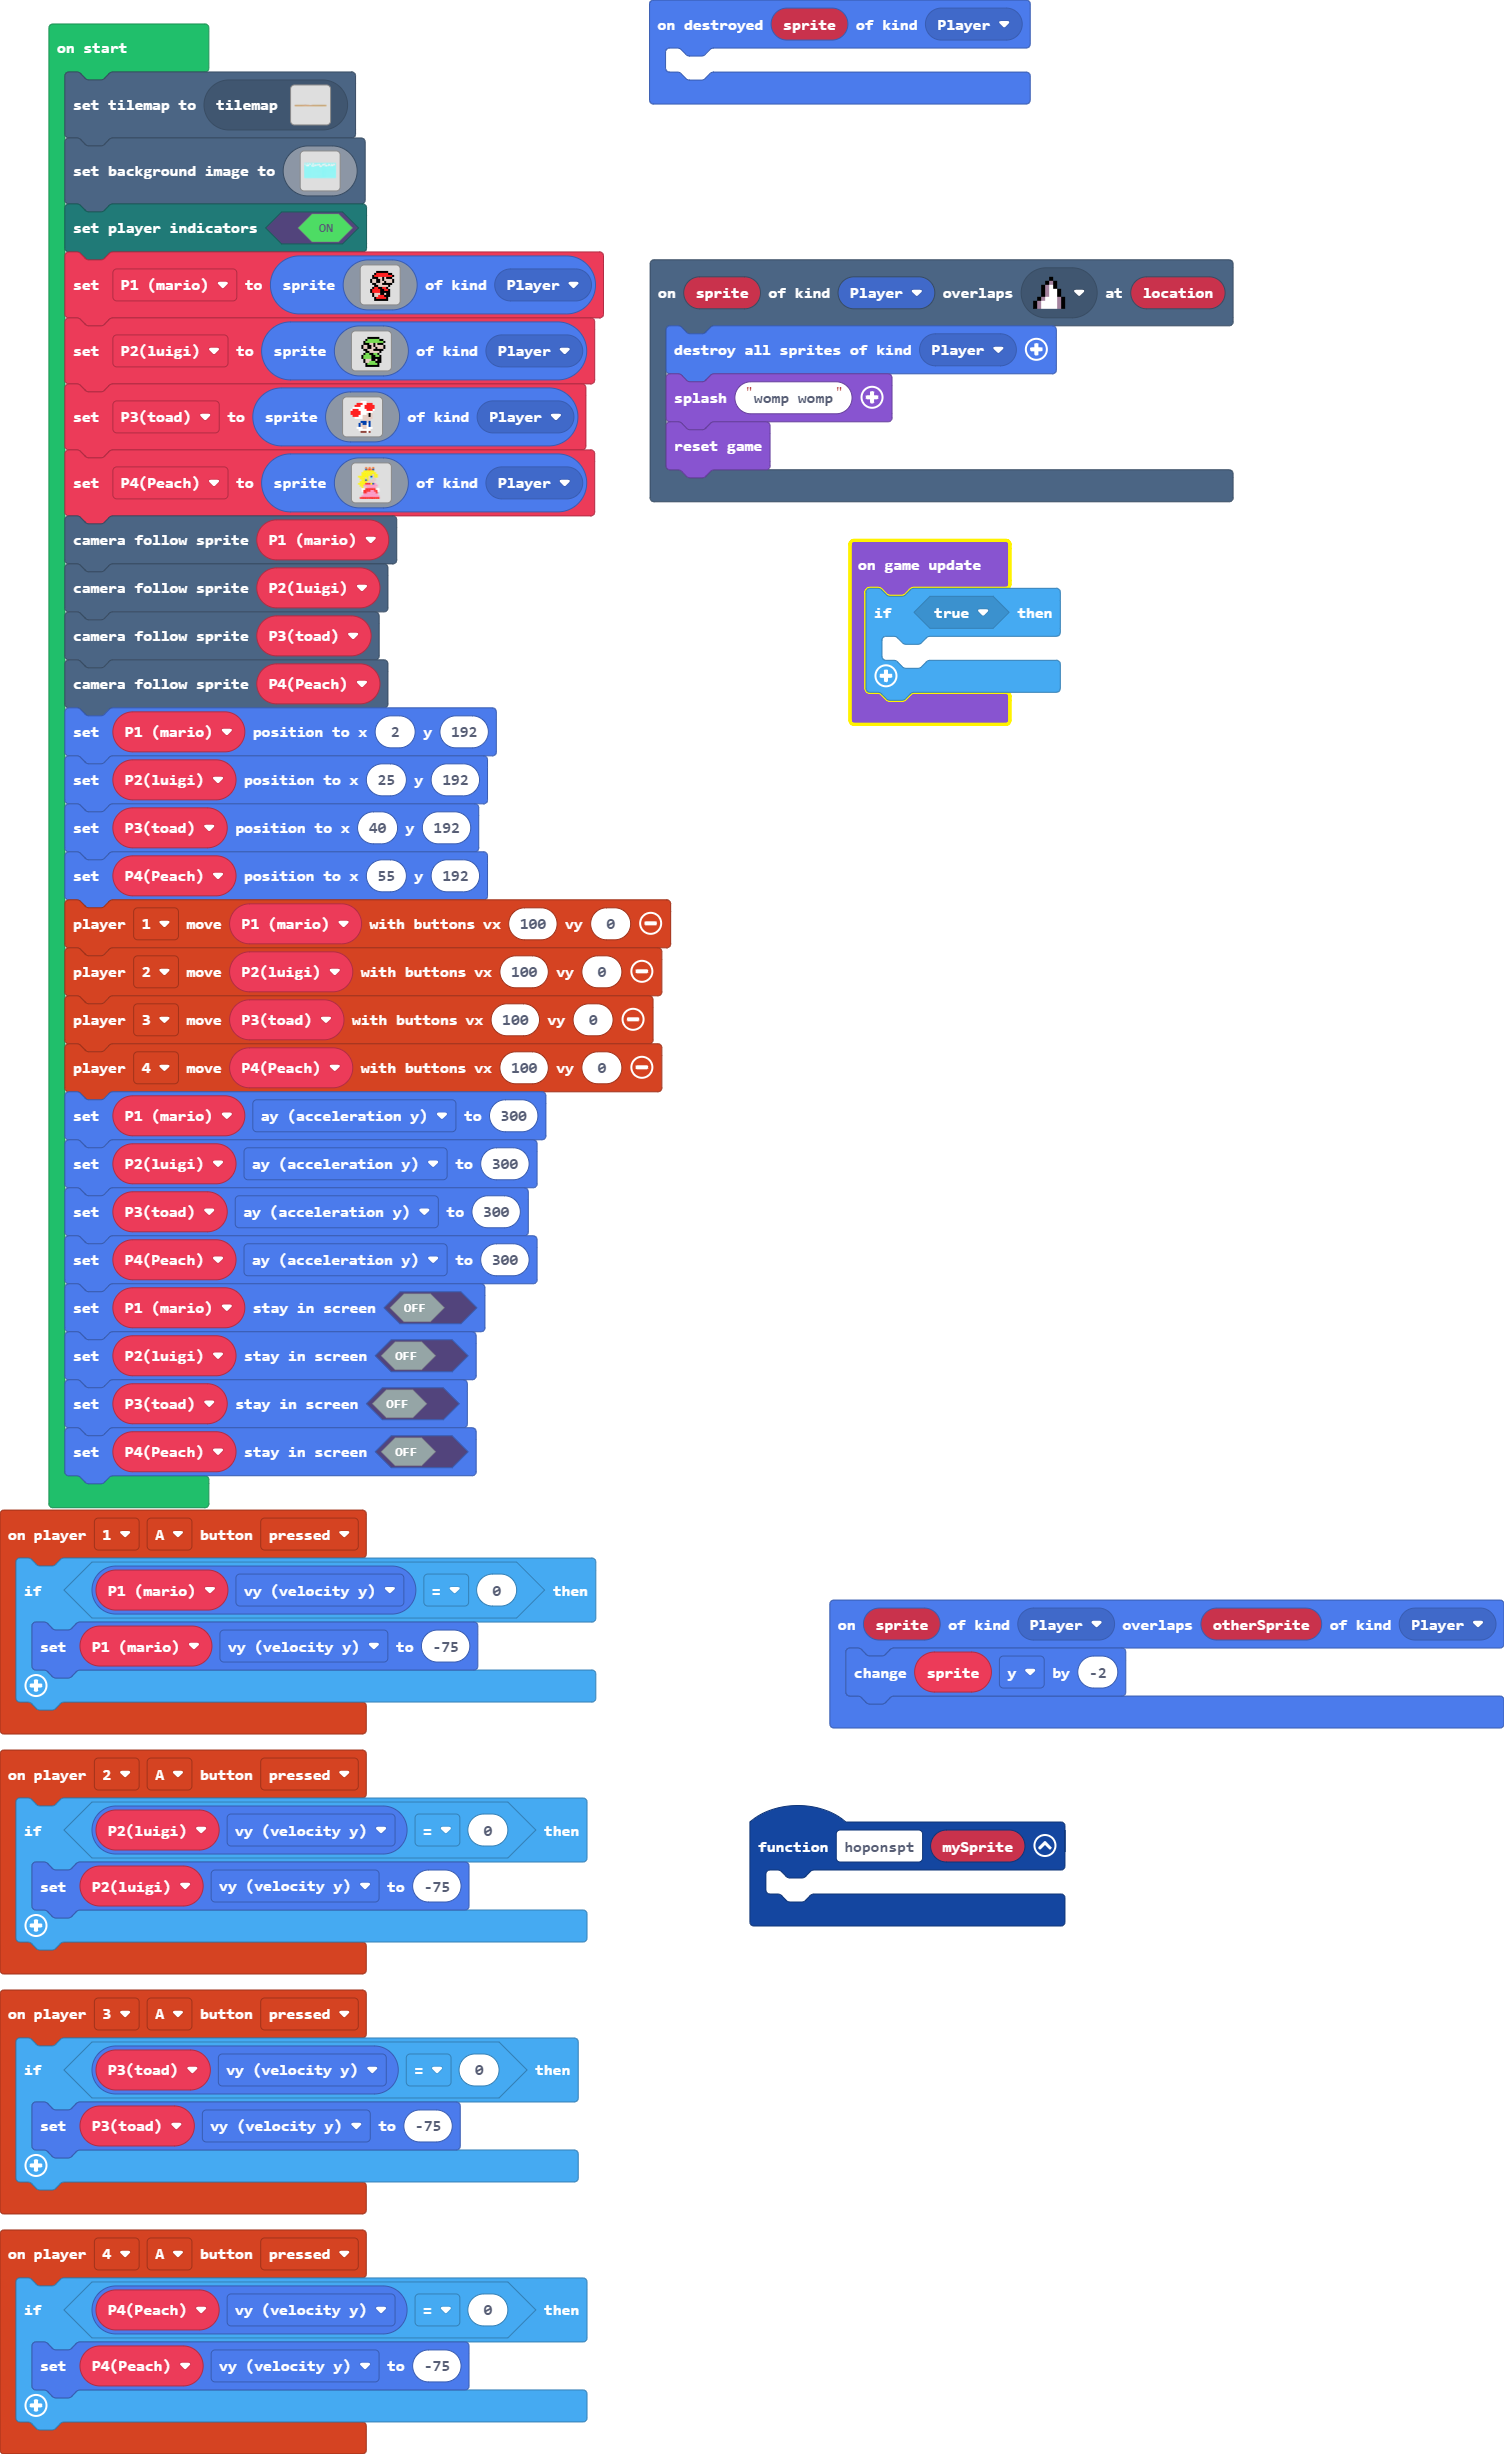 on start
set tilemap to tilemap
set background image to
set player indicators ON
set P1 (mario) to sprite of kind Player
set P2(luigi) to sprite of kind Player
set P3(toad) to sprite of kind Player
set P4(Peach) to sprite of kind Player
camera follow sprite P1 (mario)
camera follow sprite P2(luigi)
camera follow sprite P3(toad)
camera follow sprite P4(Peach)
set P1 (mario) position to x 2 y 192
set P2(luigi) position to x 25 y 192
set P3(toad) position to x 40 y 192
set P4(Peach) position to x 55 y 192
player 1 move P1 (mario) with buttons vx 100 vy 0
player 2 move P2(luigi) with buttons vx 100 vy 0
player 3 move P3(toad) with buttons vx 100 vy 0
player 4 move P4(Peach) with buttons vx 100 vy 0
set P1 (mario) ay (acceleration y) to 300
set P2(luigi) ay (acceleration y) to 300
set P3(toad) ay (acceleration y) to 300
set P4(Peach) ay (acceleration y) to 300
set P1 (mario) stay in screen OFF
set P2(luigi) stay in screen OFF
set P3(toad) stay in screen OFF
set P4(Peach) stay in screen OFF
on destroyed sprite of kind Player
on sprite of kind Player overlaps at location
destroy all sprites of kind Player
splash "womp womp"
reset game
on game update
if true then
on player 1 A button pressed
if P1 (mario) vy (velocity y) = 0 then
set P1 (mario) vy (velocity y) to -75
on player 2 A button pressed
if P2(luigi) vy (velocity y) = 0 then
set P2(luigi) vy (velocity y) to -75
on player 3 A button pressed
if P3(toad) vy (velocity y) = 0 then
set P3(toad) vy (velocity y) to -75
on player 4 A button pressed
if P4(Peach) vy (velocity y) = 0 then
set P4(Peach) vy (velocity y) to -75
on sprite of kind Player overlaps otherSprite of kind Player
change sprite y by -2
function hoponspt mySprite